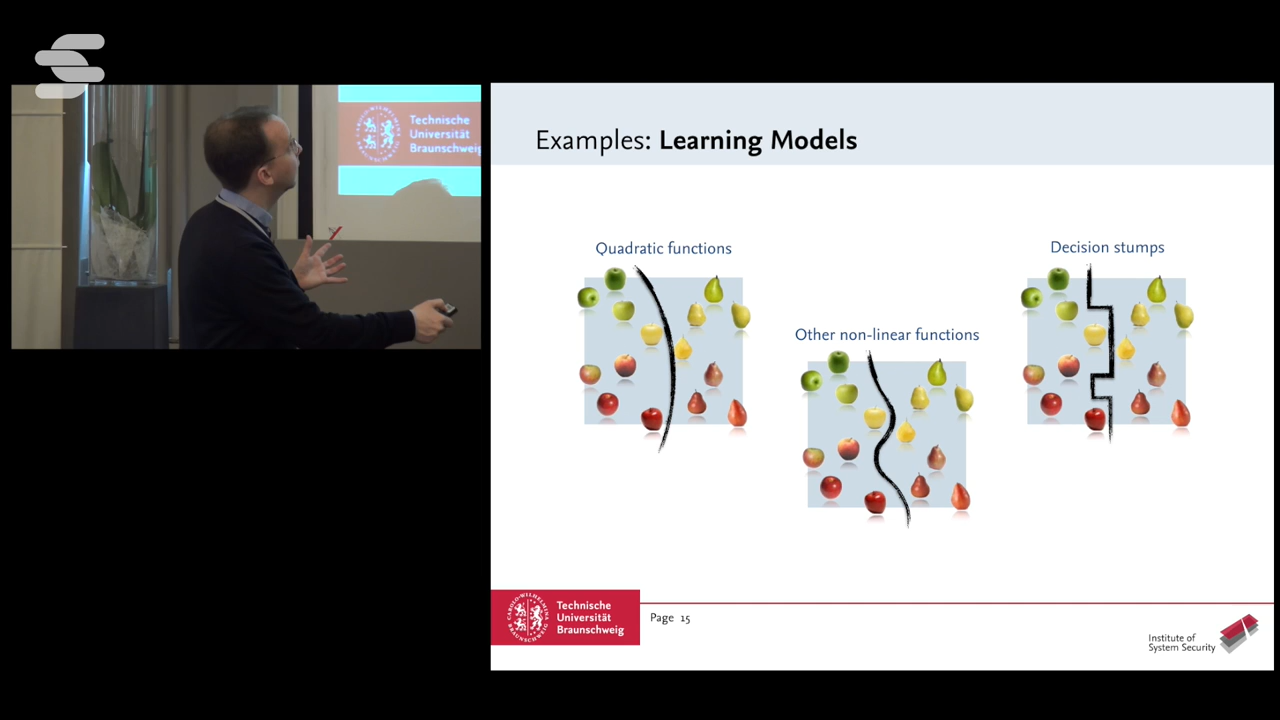 Technische
Universität
Braunschweig
Examples: Learning Models
Quadratic functions
Decision stumps
Other non-linear functions
Technische
Universität
Braunschweig
Page 15
Institute of
System Security